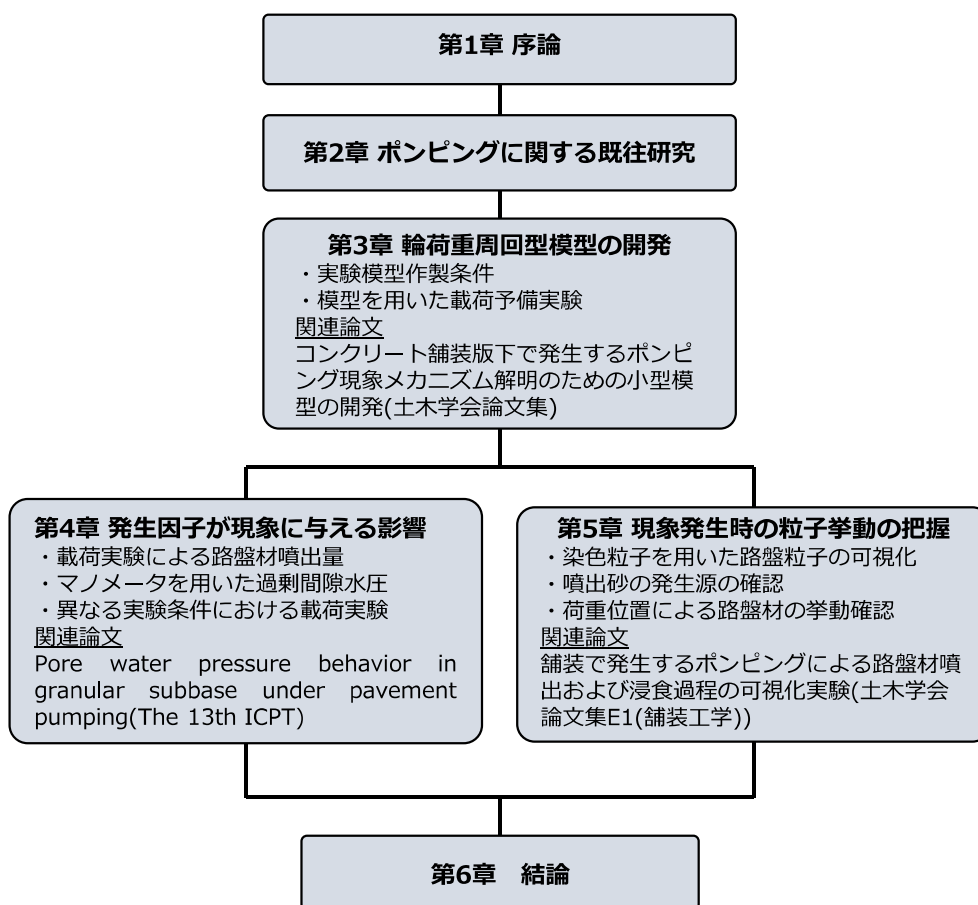 第1章 序論
第2章 ポンピングに関する既往研究
第3章 輪荷重周回型模型の開発
・実験模型作製条件
・模型を用いた載荷予備実験
関連論文
コンクリート舗装版下で発生するポンピ
ング現象メカニズム解明のための小型模
型の開発(土木学会論文集)
第4章 発生因子が現象に与える影響
・載荷実験による路盤材噴出量
・マノメータを用いた過剰間隙水圧
・異なる実験条件における載荷実験
関連論文
Pore water pressure behavior in
granular subbase under pavement
pumping(The 13th ICPT)
第5章 現象発生時の粒子挙動の把握
・染色粒子を用いた路盤粒子の可視化
・噴出砂の発生源の確認
・荷重位置による路盤材の挙動確認
関連論文
舗装で発生するポンピングによる路盤材噴
出および浸食過程の可視化実験(土木学会
論文集E1(舗装工学))
第6章　結論